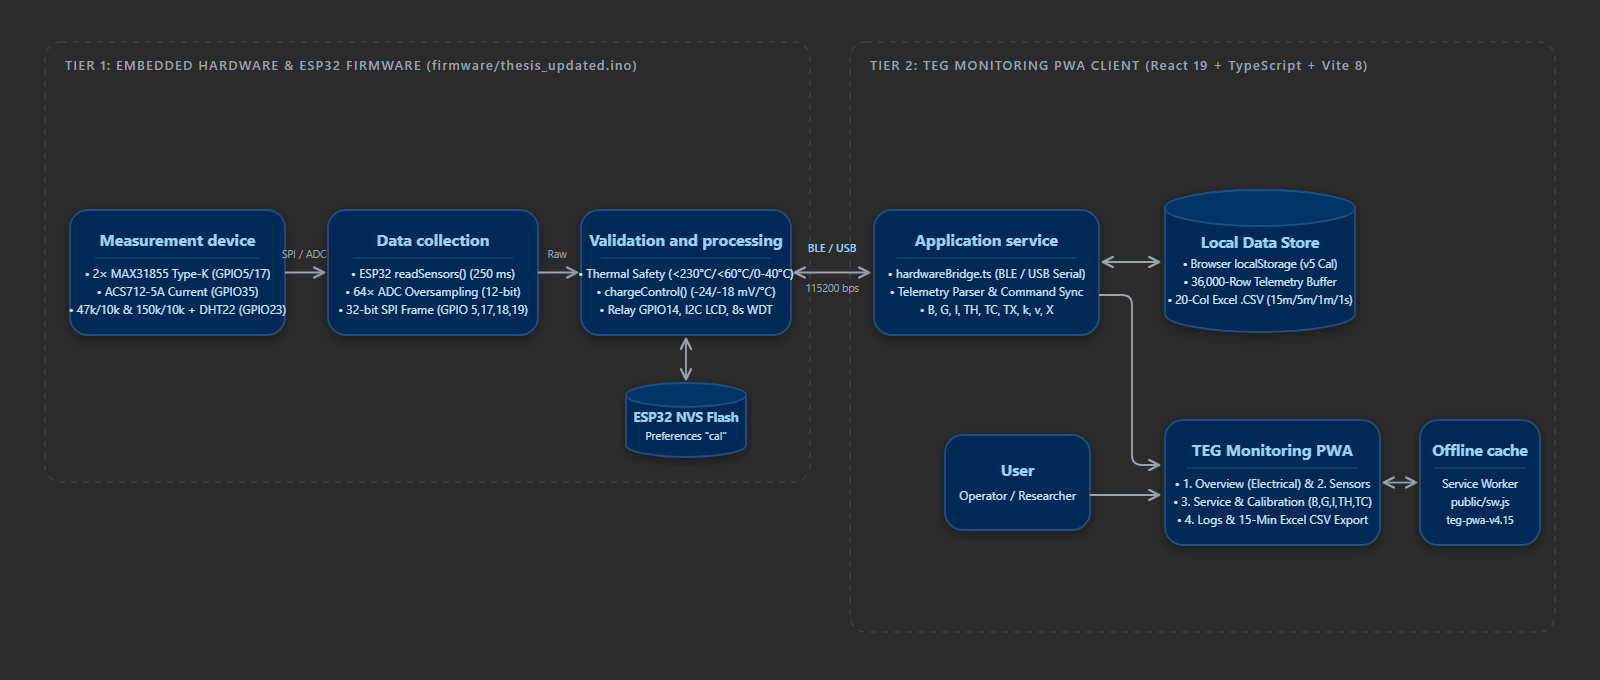 TIER 1: EMBEDDED HARDWARE & ESP32 FIRMWARE (firmware/thesis_updated.ino)
Measurement device
• 2× MAX31855 Type-K (GPIO5/17)
• ACS712-5A Current (GPIO35)
• 47k/10k & 150k/10k + DHT22 (GPIO23)
SPI / ADC
Data collection
• ESP32 readSensors() (250 ms)
• 64× ADC Oversampling (12-bit)
• 32-bit SPI Frame (GPIO 5,17,18,19)
Raw
Validation and processing
• Thermal Safety (<230°C/<60°C/0-40°C)
• chargeControl() (-24/-18 mV/°C)
• Relay GPIO14, I2C LCD, 8s WDT
ESP32 NVS Flash
Preferences "cal"
BLE / USB
115200 bps
TIER 2: TEG MONITORING PWA CLIENT (React 19 + TypeScript + Vite 8)
Application service
• hardwareBridge.ts (BLE / USB Serial)
• Telemetry Parser & Command Sync
• B, G, I, TH, TC, TX, k, v, X
Local Data Store
• Browser localStorage (v5 Cal)
• 36,000-Row Telemetry Buffer
• 20-Col Excel .CSV (15m/5m/1m/1s)
User
Operator / Researcher
TEG Monitoring PWA
• 1. Overview (Electrical) & 2. Sensors
• 3. Service & Calibration (B,G,I,TH,TC)
• 4. Logs & 15-Min Excel CSV Export
Offline cache
Service Worker
public/sw.js
teg-pwa-v4.15